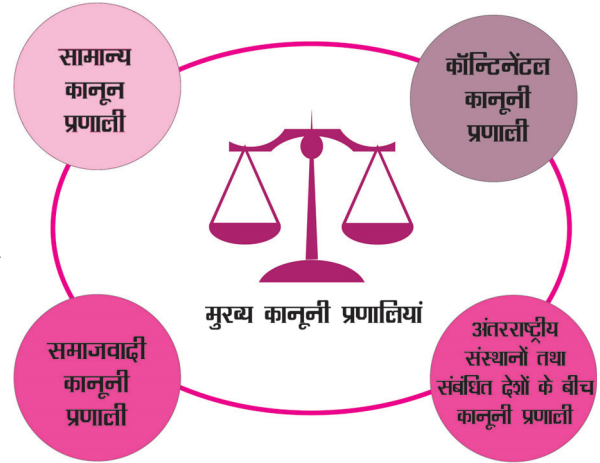 सामान्य
कानून
प्रणाली
कॉन्टिनेंटल
कानूनी
प्रणाली
मुख्य कानूनी प्रणालियां
समाजवादी
कानूनी
प्रणाली
अंतरराष्ट्रीय
संस्थानों तथा
संबंधित देशों के बीच
कानूनी प्रणाली